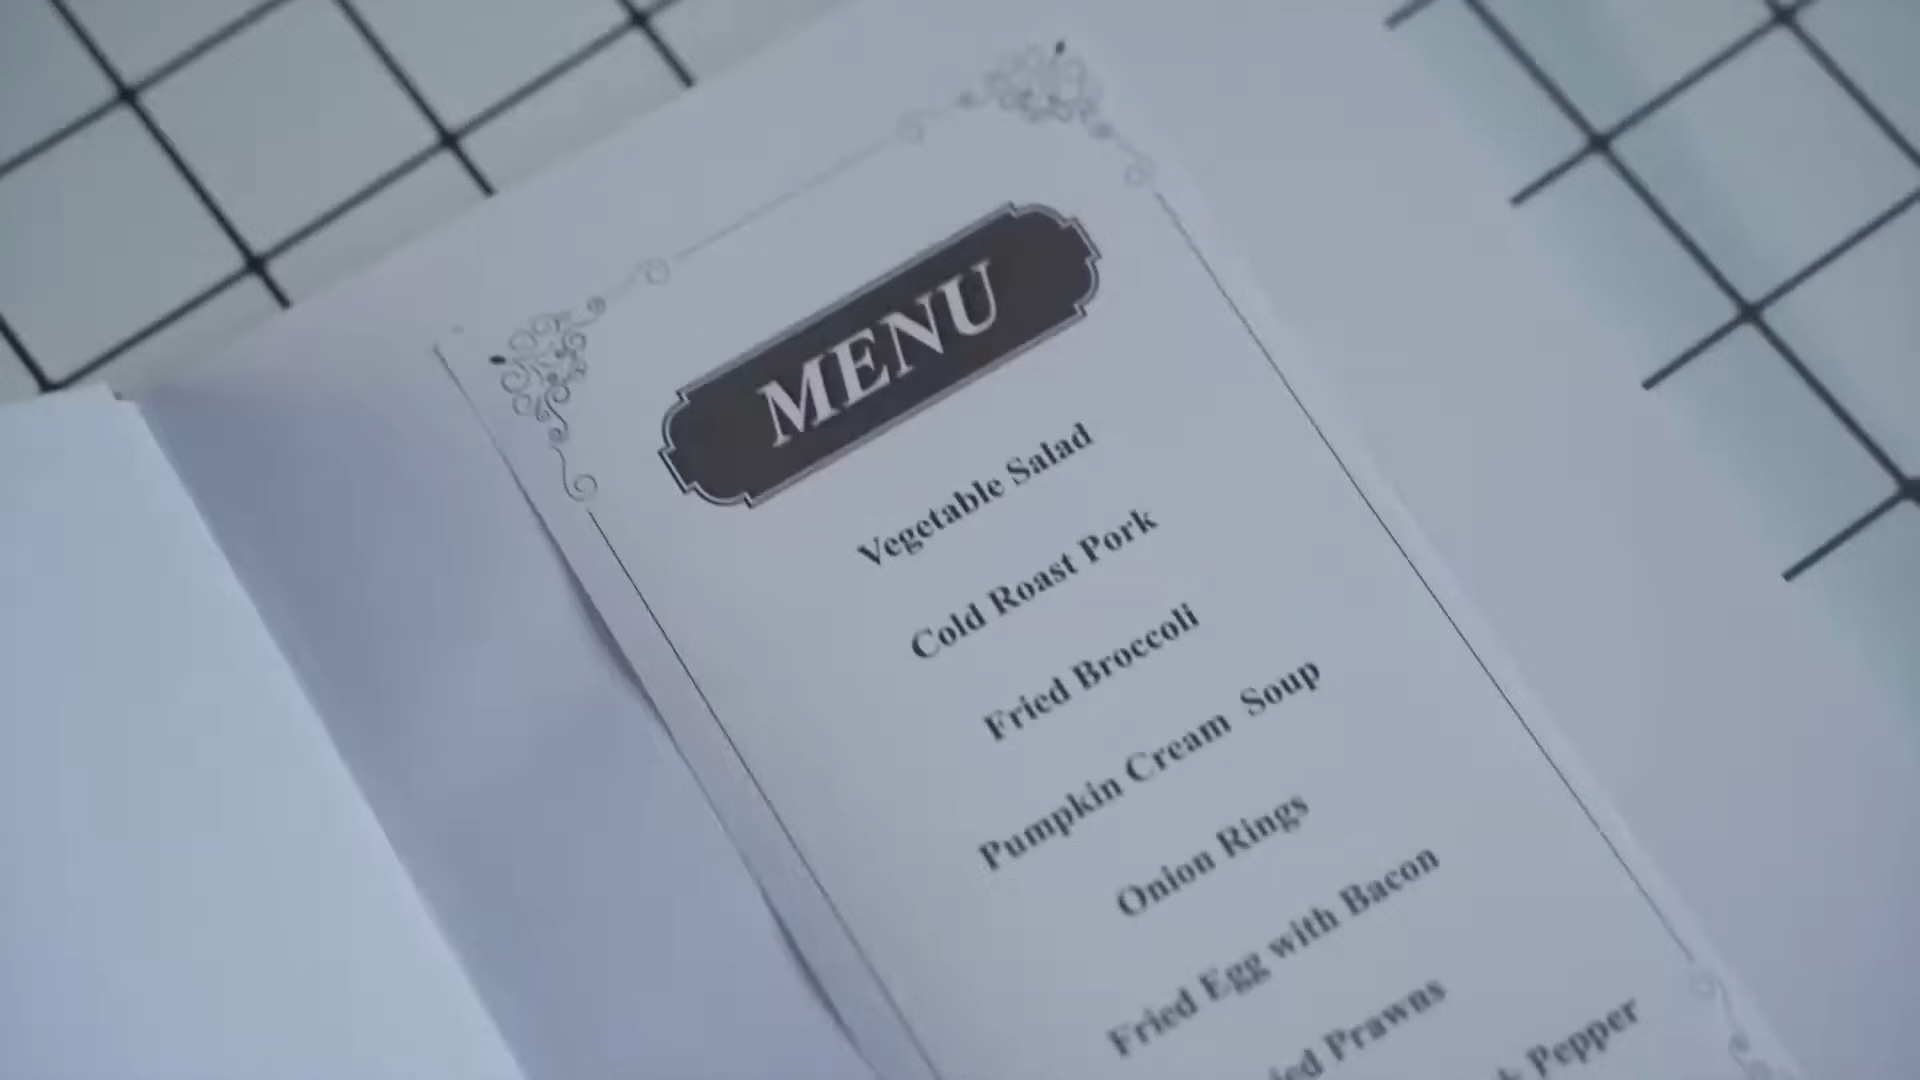 MENU
Vegetable Salad
Cold Roast Pork
Fried Broccoli
Pumpkin Cream Soup
Onion Rings
Fried Egg with Bacon
Prawns
Pepper